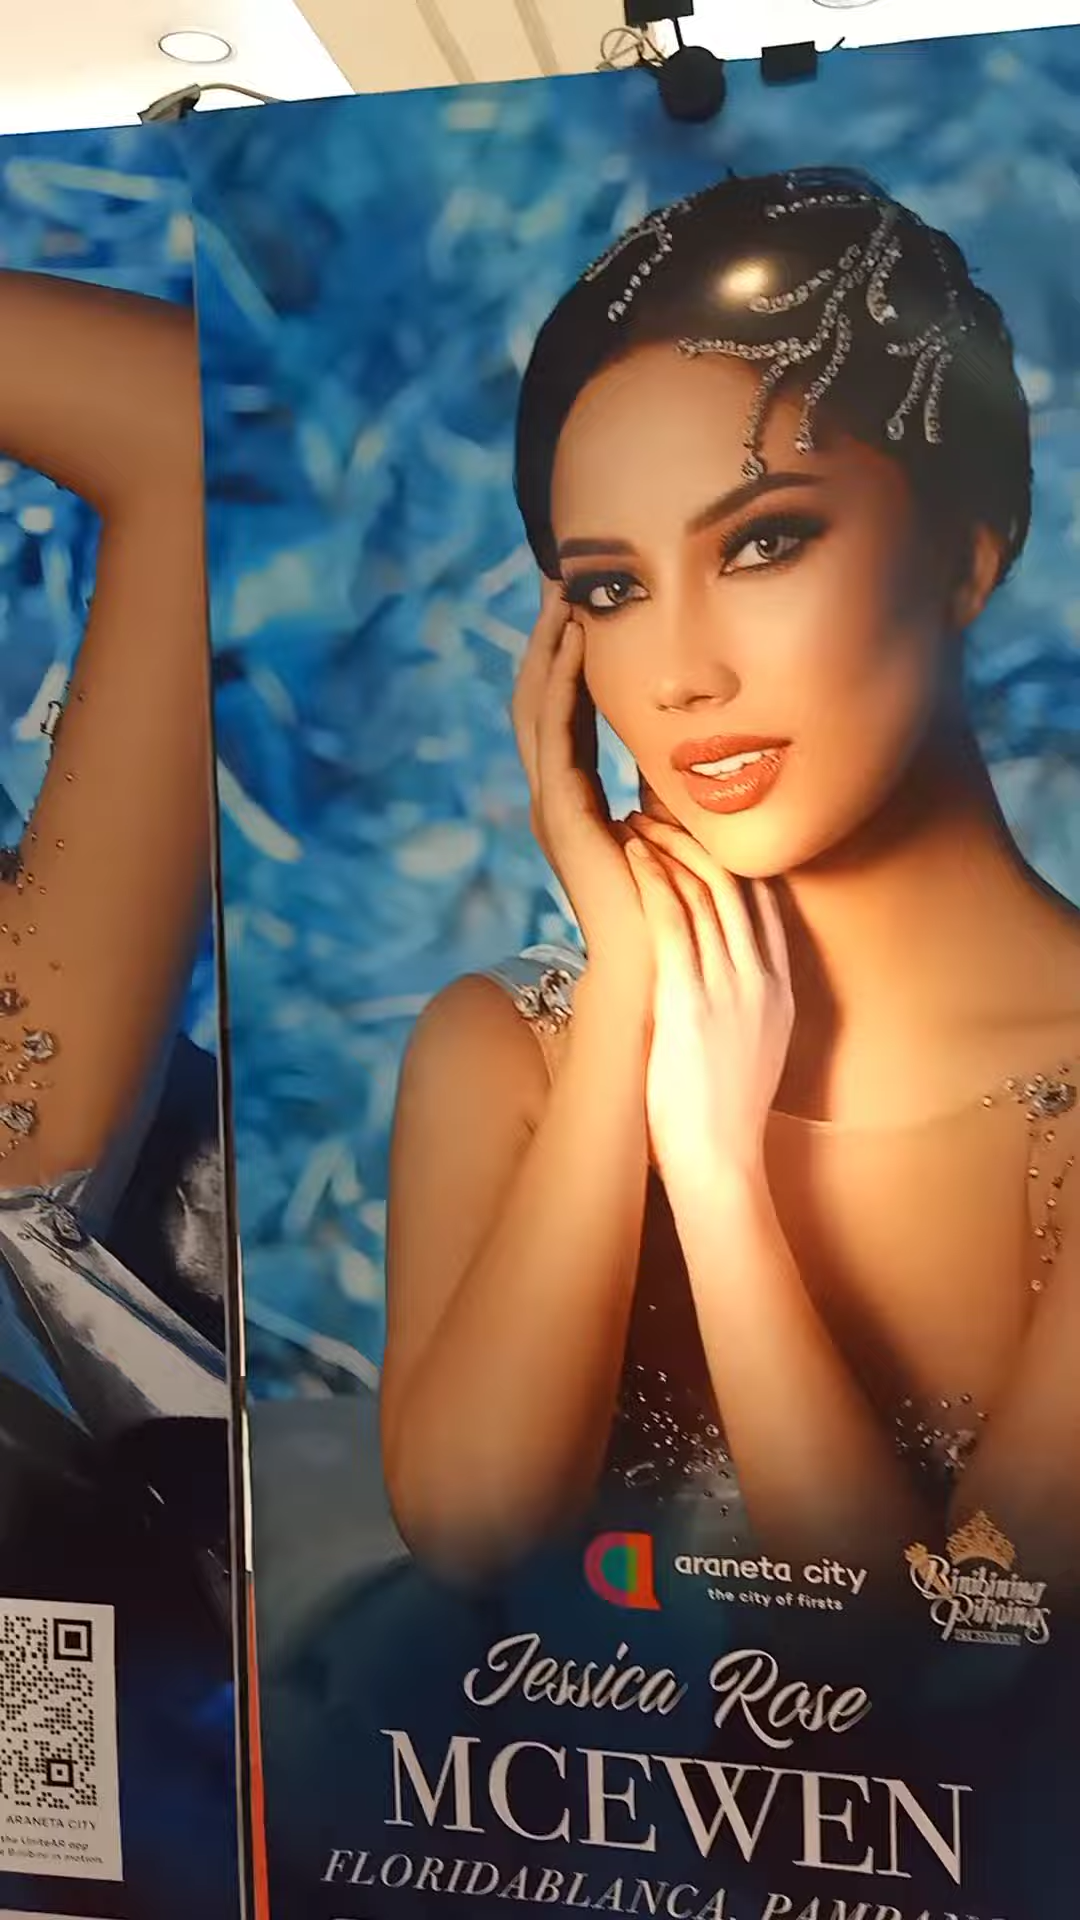 araneta city
the city of firsts
Binibining
Pilipinas
Jessica Rose
MCEWEN
FLORIDABLANCA,
ARANETA CITY
the UniteAR app
in motion